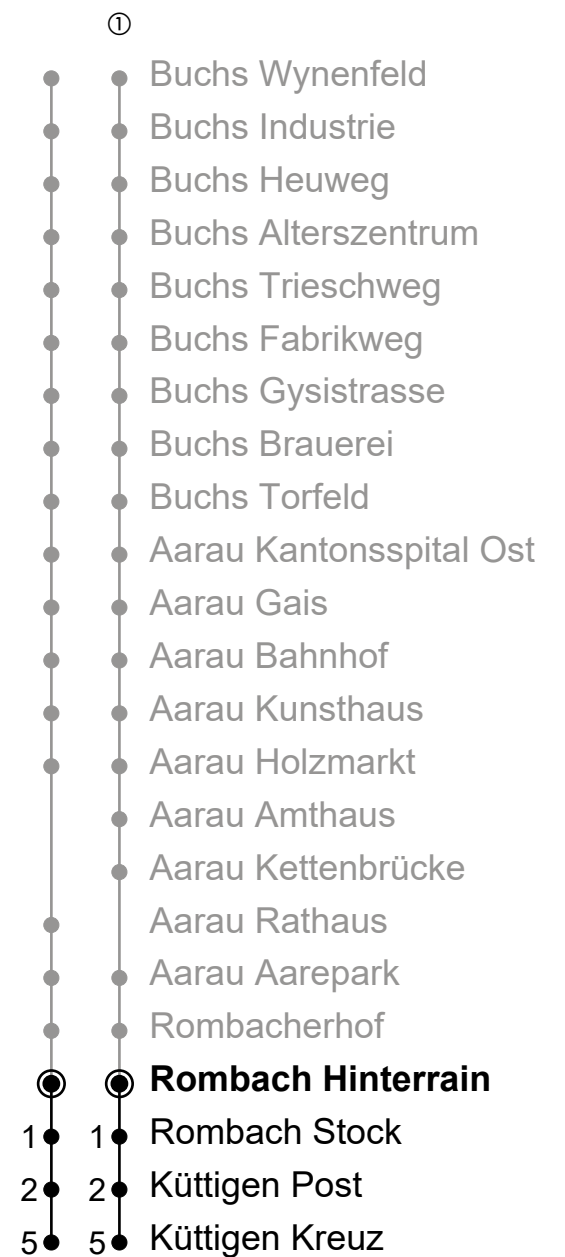 ①
Buchs Wynenfeld
Buchs Industrie
Buchs Heuweg
Buchs Alterszentrum
Buchs Trieschweg
Buchs Fabrikweg
Buchs Gysistrasse
Buchs Brauerei
Buchs Torfeld
Aarau Kantonsspital Ost
Aarau Gais
Aarau Bahnhof
Aarau Kunsthaus
Aarau Holzmarkt
Aarau Amthaus
Aarau Kettenbrücke
Aarau Rathaus
Aarau Aarepark
Rombacherhof
Rombach Hinterrain
1 1 Rombach Stock
2 2 Küttigen Post
5 5 Küttigen Kreuz